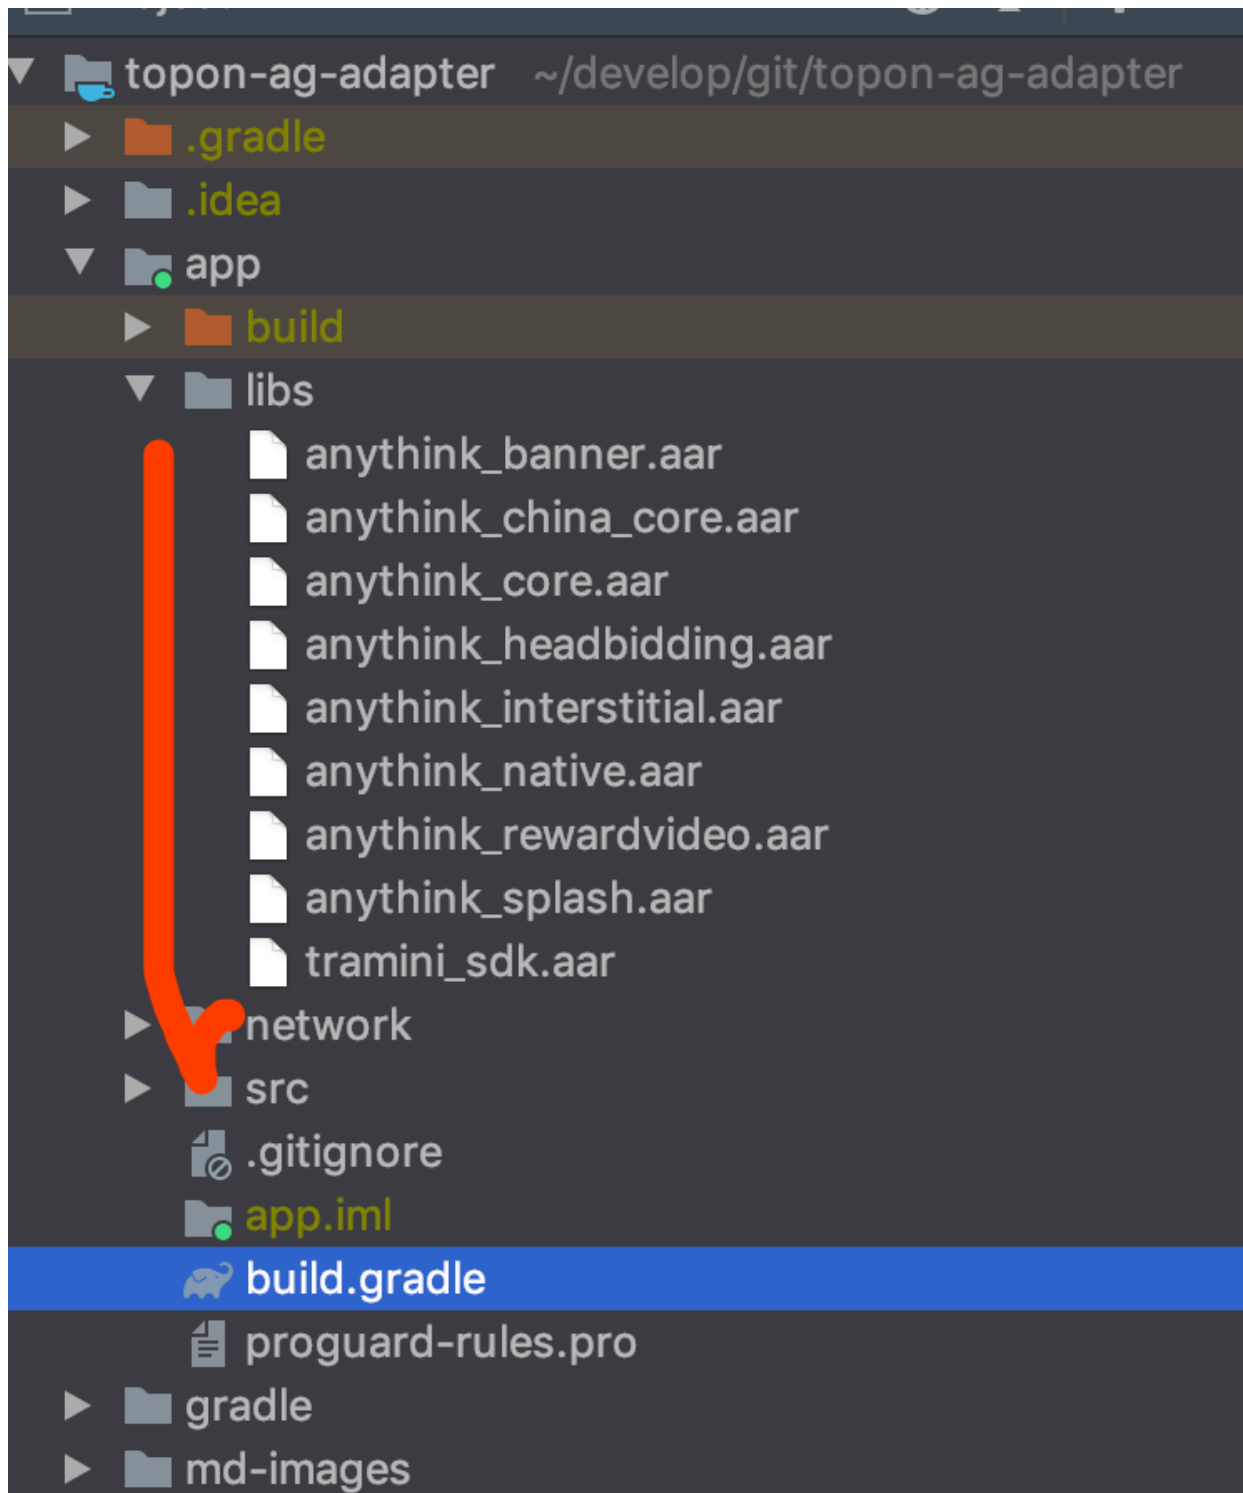 topon-ag-adapter ~/develop/git/topon-ag-adapter
.gradle
.idea
app
build
libs
anythink_banner.aar
anythink_china_core.aar
anythink_core.aar
anythink_headbidding.aar
anythink_interstitial.aar
anythink_native.aar
anythink_rewardvideo.aar
anythink_splash.aar
tramini_sdk.aar
network
src
.gitignore
app.iml
build.gradle
proguard-rules.pro
gradle
md-images